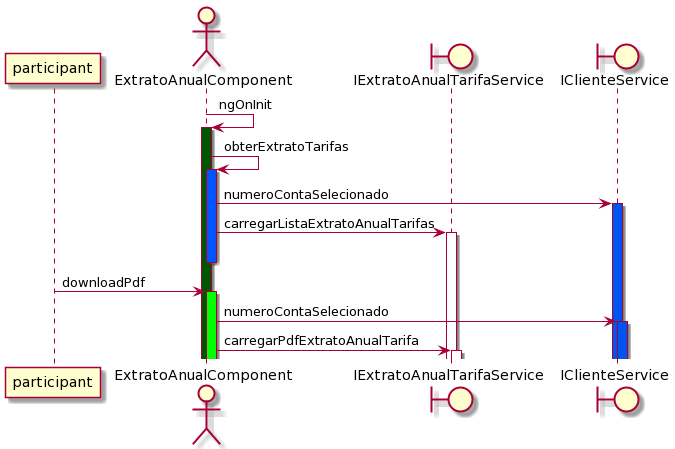 participant
ExtratoAnualComponent
IExtratoAnualTarifaService
IClienteService
ngOnInit
obterExtratoTarifas
numeroContaSelecionado
carregarListaExtratoAnualTarifas
downloadPdf
numeroContaSelecionado
carregarPdfExtratoAnualTarifa
participant
ExtratoAnualComponent
IExtratoAnualTarifaService
IClienteService